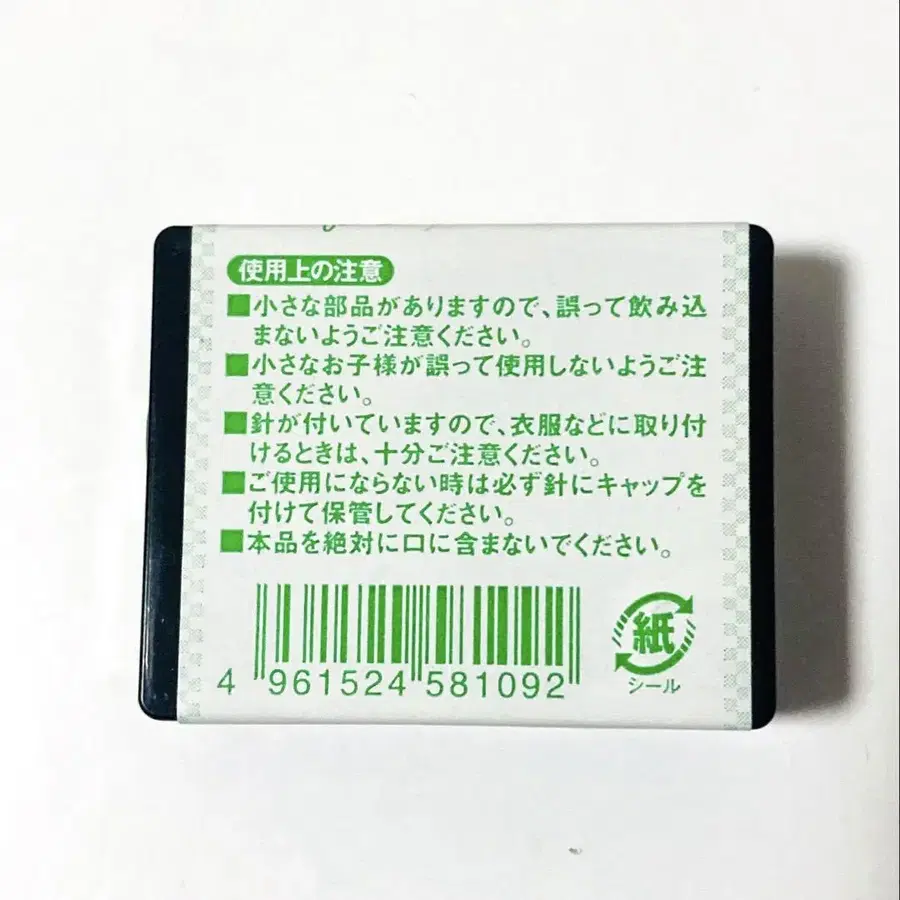 使用上の注意
■小さな部品がありますので、誤って飲み込
まないようご注意ください。
■小さなお子様が誤って使用しないようご注
意ください。
■針が付いていますので、衣服などに取り付
けるときは、十分ご注意ください。
■ご使用にならない時は必ず針にキャップを
付けて保管してください。
■本品を絶対に口に含まないでください。
4 961524 581092
紙
シール